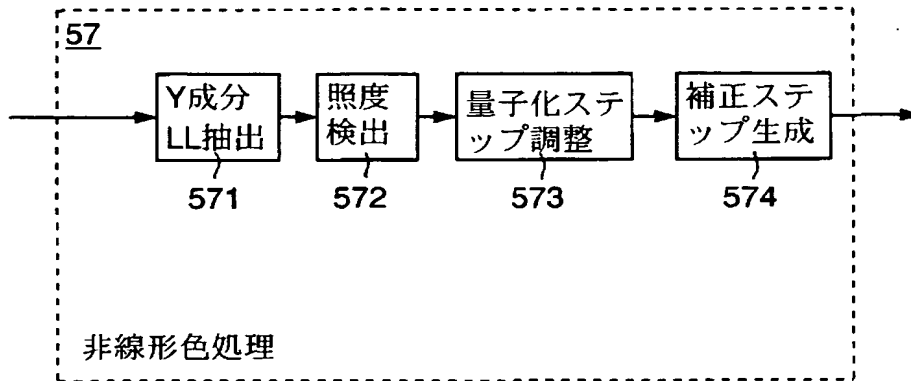 57
Y成分
LL抽出
571
照度
検出
572
量子化ステ
ップ調整
573
補正ステ
ップ生成
574
非線形色処理